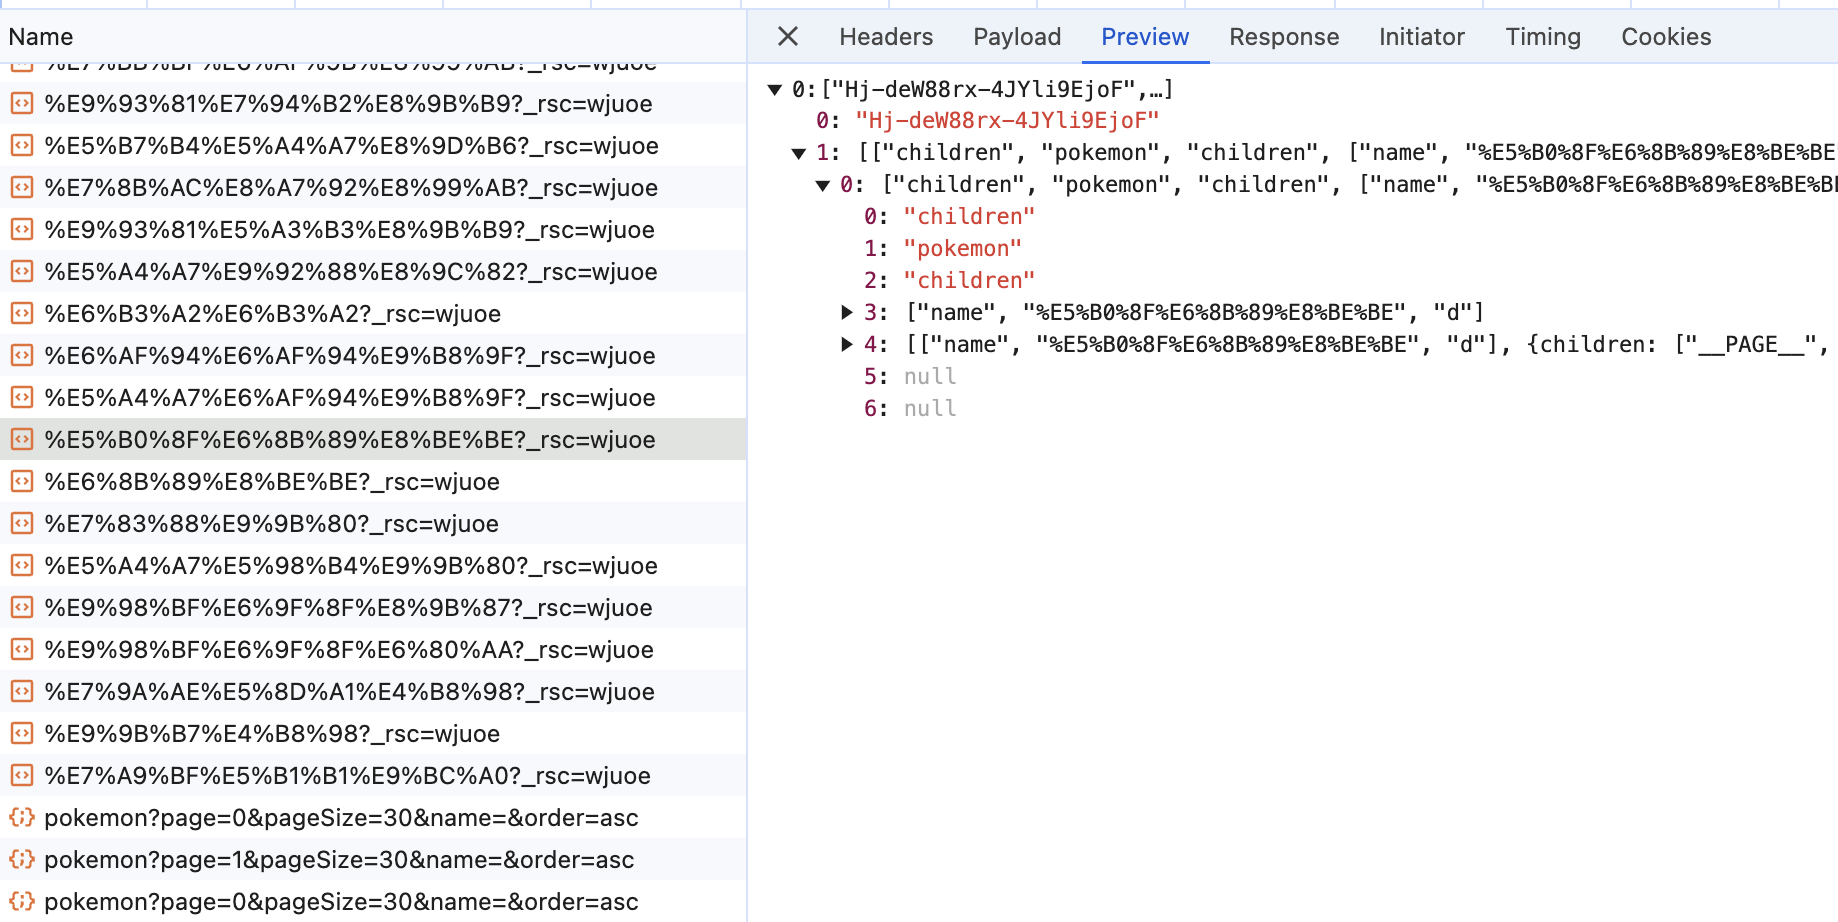 Name
%E7%BB%BF%E6%AF%9B%E8%99%AB?_rsc=wjuoe
%E9%93%81%E7%94%B2%E8%9B%B9?_rsc=wjuoe
%E5%B7%B4%E5%A4%A7%E8%9D%B6?_rsc=wjuoe
%E7%8B%AC%E8%A7%92%E8%99%AB?_rsc=wjuoe
%E9%93%81%E5%A3%B3%E8%9B%B9?_rsc=wjuoe
%E5%A4%A7%E9%92%88%E8%9C%82?_rsc=wjuoe
%E6%B3%A2%E6%B3%A2?_rsc=wjuoe
%E6%AF%94%E6%AF%94%E9%B8%9F?_rsc=wjuoe
%E5%A4%A7%E6%AF%94%E9%B8%9F?_rsc=wjuoe
%E5%B0%8F%E6%8B%89%E8%BE%BE?_rsc=wjuoe
%E6%8B%89%E8%BE%BE?_rsc=wjuoe
%E7%83%88%E9%9B%80?_rsc=wjuoe
%E5%A4%A7%E5%98%B4%E9%9B%80?_rsc=wjuoe
%E9%98%BF%E6%9F%8F%E8%9B%87?_rsc=wjuoe
%E9%98%BF%E6%9F%8F%E6%80%AA?_rsc=wjuoe
%E7%9A%AE%E5%8D%A1%E4%B8%98?_rsc=wjuoe
%E9%9B%B7%E4%B8%98?_rsc=wjuoe
%E7%A9%BF%E5%B1%B1%E9%BC%A0?_rsc=wjuoe
pokemon?page=0&pageSize=30&name=&order=asc
pokemon?page=1&pageSize=30&name=&order=asc
pokemon?page=0&pageSize=30&name=&order=asc
Headers Payload Preview Response Initiator Timing Cookies
0:["Hj-deW88rx-4JYli9EjoF",…]
0: "Hj-deW88rx-4JYli9EjoF"
1: [["children", "pokemon", "children", ["name", "%E5%B0%8F%E6%8B%89%E8%BE%BE"
0: ["children", "pokemon", "children", ["name", "%E5%B0%8F%E6%8B%89%E8%BE%BE
0: "children"
1: "pokemon"
2: "children"
3: ["name", "%E5%B0%8F%E6%8B%89%E8%BE%BE", "d"]
4: [["name", "%E5%B0%8F%E6%8B%89%E8%BE%BE", "d"], {children: ["__PAGE__",
5: null
6: null